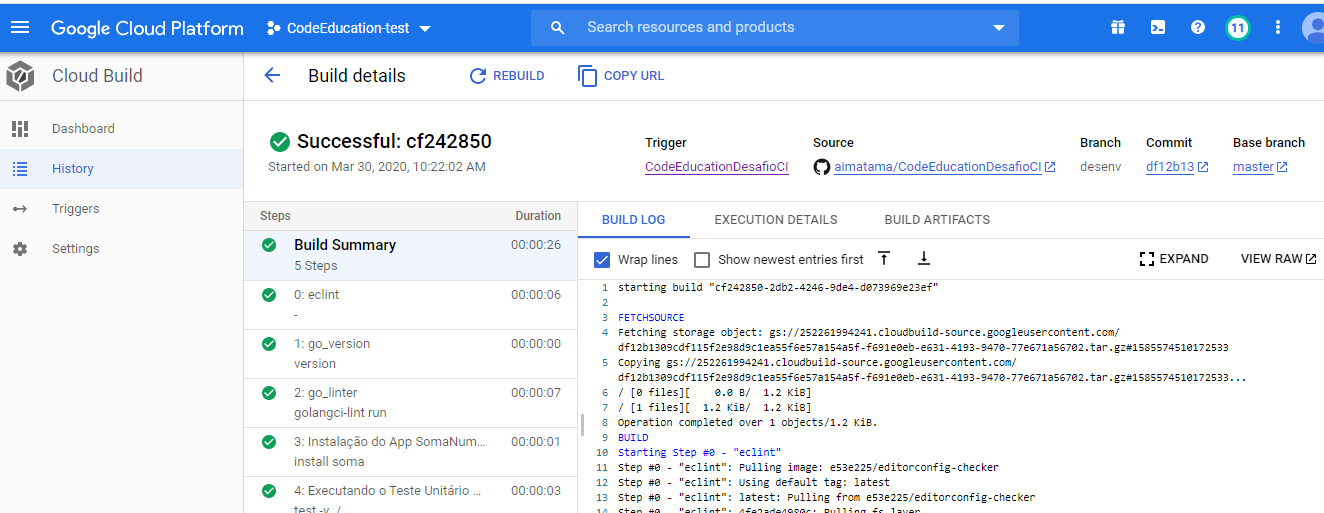 Google Cloud Platform CodeEducation-test Search resources and products 11
Cloud Build
Build details REBUILD COPY URL
Dashboard
History
Triggers
Settings
Successful: cf242850
Started on Mar 30, 2020, 10:22:02 AM
Trigger
CodeEducationDesafioCI
Source
aimatama/CodeEducationDesafioCI
Branch
desenv
Commit
df12b13
Base branch
master
Steps Duration
Build Summary 00:00:26
5 Steps
0: eclint 00:00:06
-
1: go_version 00:00:00
version
2: go_linter 00:00:07
golangci-lint run
3: Instalação do App SomaNum... 00:00:01
install soma
4: Executando o Teste Unitário ... 00:00:03
test -v ./
BUILD LOG EXECUTION DETAILS BUILD ARTIFACTS
Wrap lines Show newest entries first EXPAND VIEW RAW
1 starting build "cf242850-2db2-4246-9de4-d073969e23ef"
2
3 FETCHSOURCE
4 Fetching storage object: gs://252261994241.cloudbuild-source.googleusercontent.com/
df12b1309cdf115f2e98d9c1ea55f6e57a154a5f-f691e0eb-e631-4193-9470-77e671a56702.tar.gz#1585574510172533
5 Copying gs://252261994241.cloudbuild-source.googleusercontent.com/
df12b1309cdf115f2e98d9c1ea55f6e57a154a5f-f691e0eb-e631-4193-9470-77e671a56702.tar.gz#1585574510172533...
6 / [0 files][ 0.0 B/ 1.2 KiB]
7 / [1 files][ 1.2 KiB/ 1.2 KiB]
8 Operation completed over 1 objects/1.2 KiB.
9 BUILD
10 Starting Step #0 - "eclint"
11 Step #0 - "eclint": Pulling image: e53e225/editorconfig-checker
12 Step #0 - "eclint": Using default tag: latest
13 Step #0 - "eclint": latest: Pulling from e53e225/editorconfig-checker
14 Step #0 - "eclint": 4fe2ade4980c: Pulling fs layer